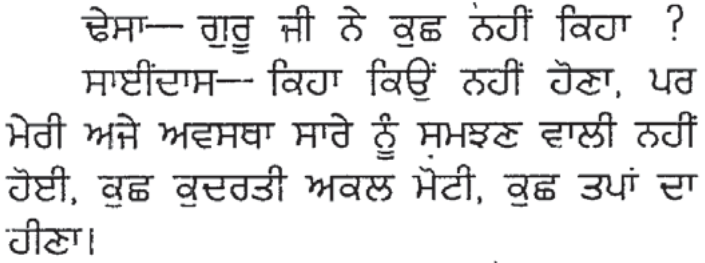 ਢੇਸਾ— ਗੁਰੂ ਜੀ ਨੇ ਕੁਛ ਨਹੀਂ ਕਿਹਾ ?
ਸਾਈਂਦਾਸ— ਕਿਹਾ ਕਿਉਂ ਨਹੀਂ ਹੋਣਾ, ਪਰ
ਮੇਰੀ ਅਜੇ ਅਵਸਥਾ ਸਾਰੇ ਨੂੰ ਸਮਝਣ ਵਾਲੀ ਨਹੀਂ
ਹੋਈ, ਕੁਛ ਕੁਦਰਤੀ ਅਕਲ ਮੋਟੀ, ਕੁਛ ਤਪਾਂ ਦਾ
ਹੀਣਾ।